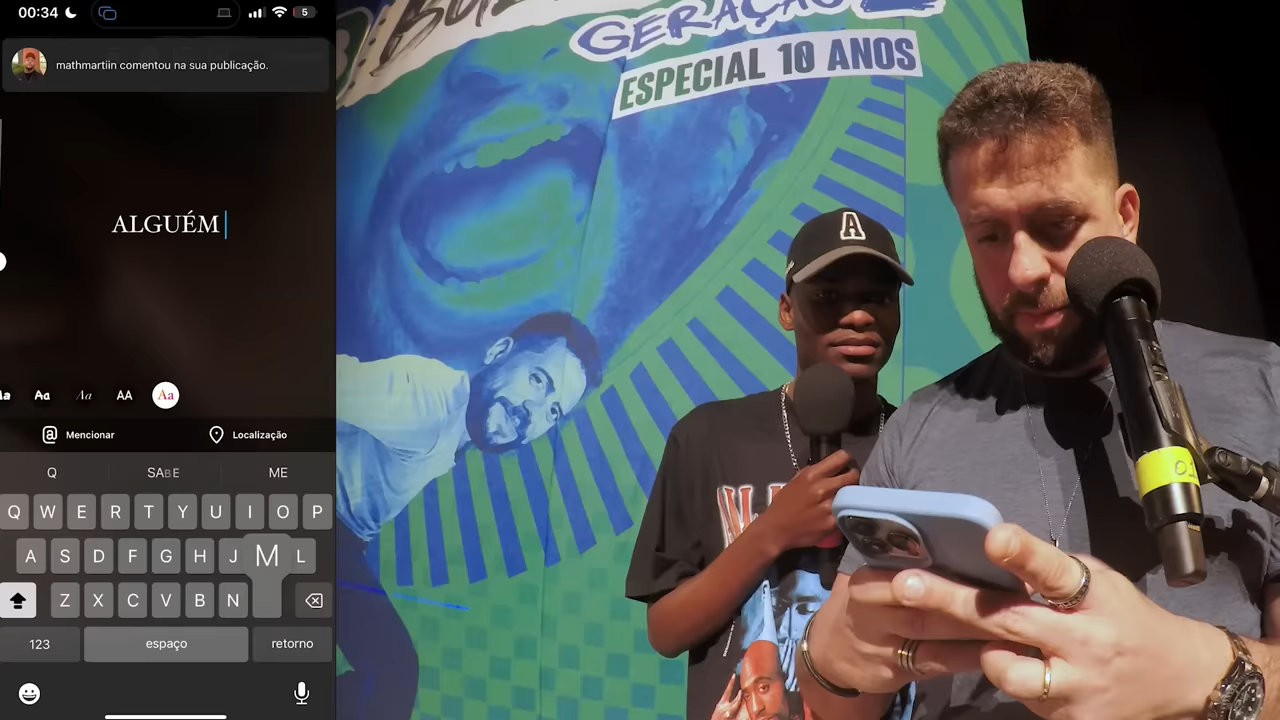 00:34
5
mathmartiin comentou na sua publicação.
ALGUÉM
Aa Aa AA Aa
Mencionar
Localização
Q SABE ME
Q W E R T Y U I O P
A S D F G H J M L
Z X C V B N
123 espaço retorno
GERAÇÃO
ESPECIAL 10 ANOS
A